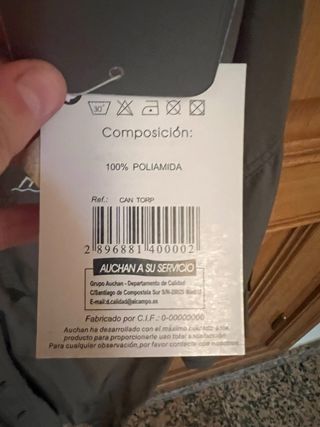 30°
Composición:
100% POLIAMIDA
Ref.: CAN TORP
2 896881 400002
AUCHAN A SU SERVICIO
Grupo Auchan - Departamento de Calidad
C/Santiago de Compostela Sur S/N-28029 Madrid
E-mail:d.calidad@alcampo.es
Fabricado por C.I.F.: 0-00000000
Auchan ha desarrollado con el máximo cuidado este
producto para proporcionarle uso total satisfacción.
Para cualquier observación,por favor contacte con nosotros.